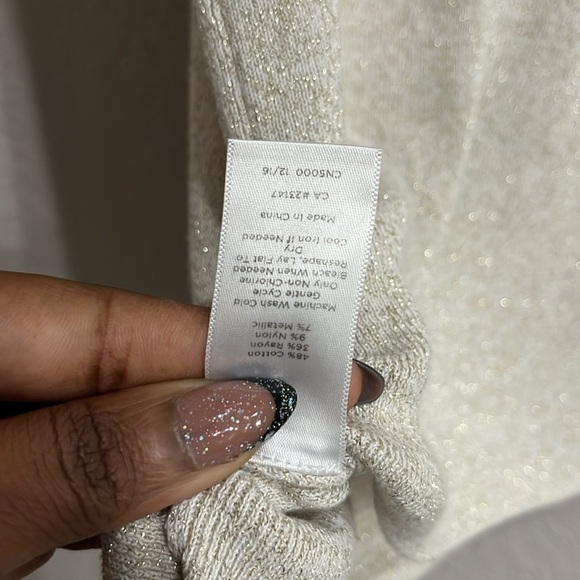 48% Cotton
36% Rayon
9% Nylon
7% Metallic
Machine Wash Cold
Gentle Cycle
Only Non-Chlorine
Bleach When Needed
Reshape, Lay Flat To
Dry
Cool Iron If Needed
Made In China
CA #23147
CN5000 12/16